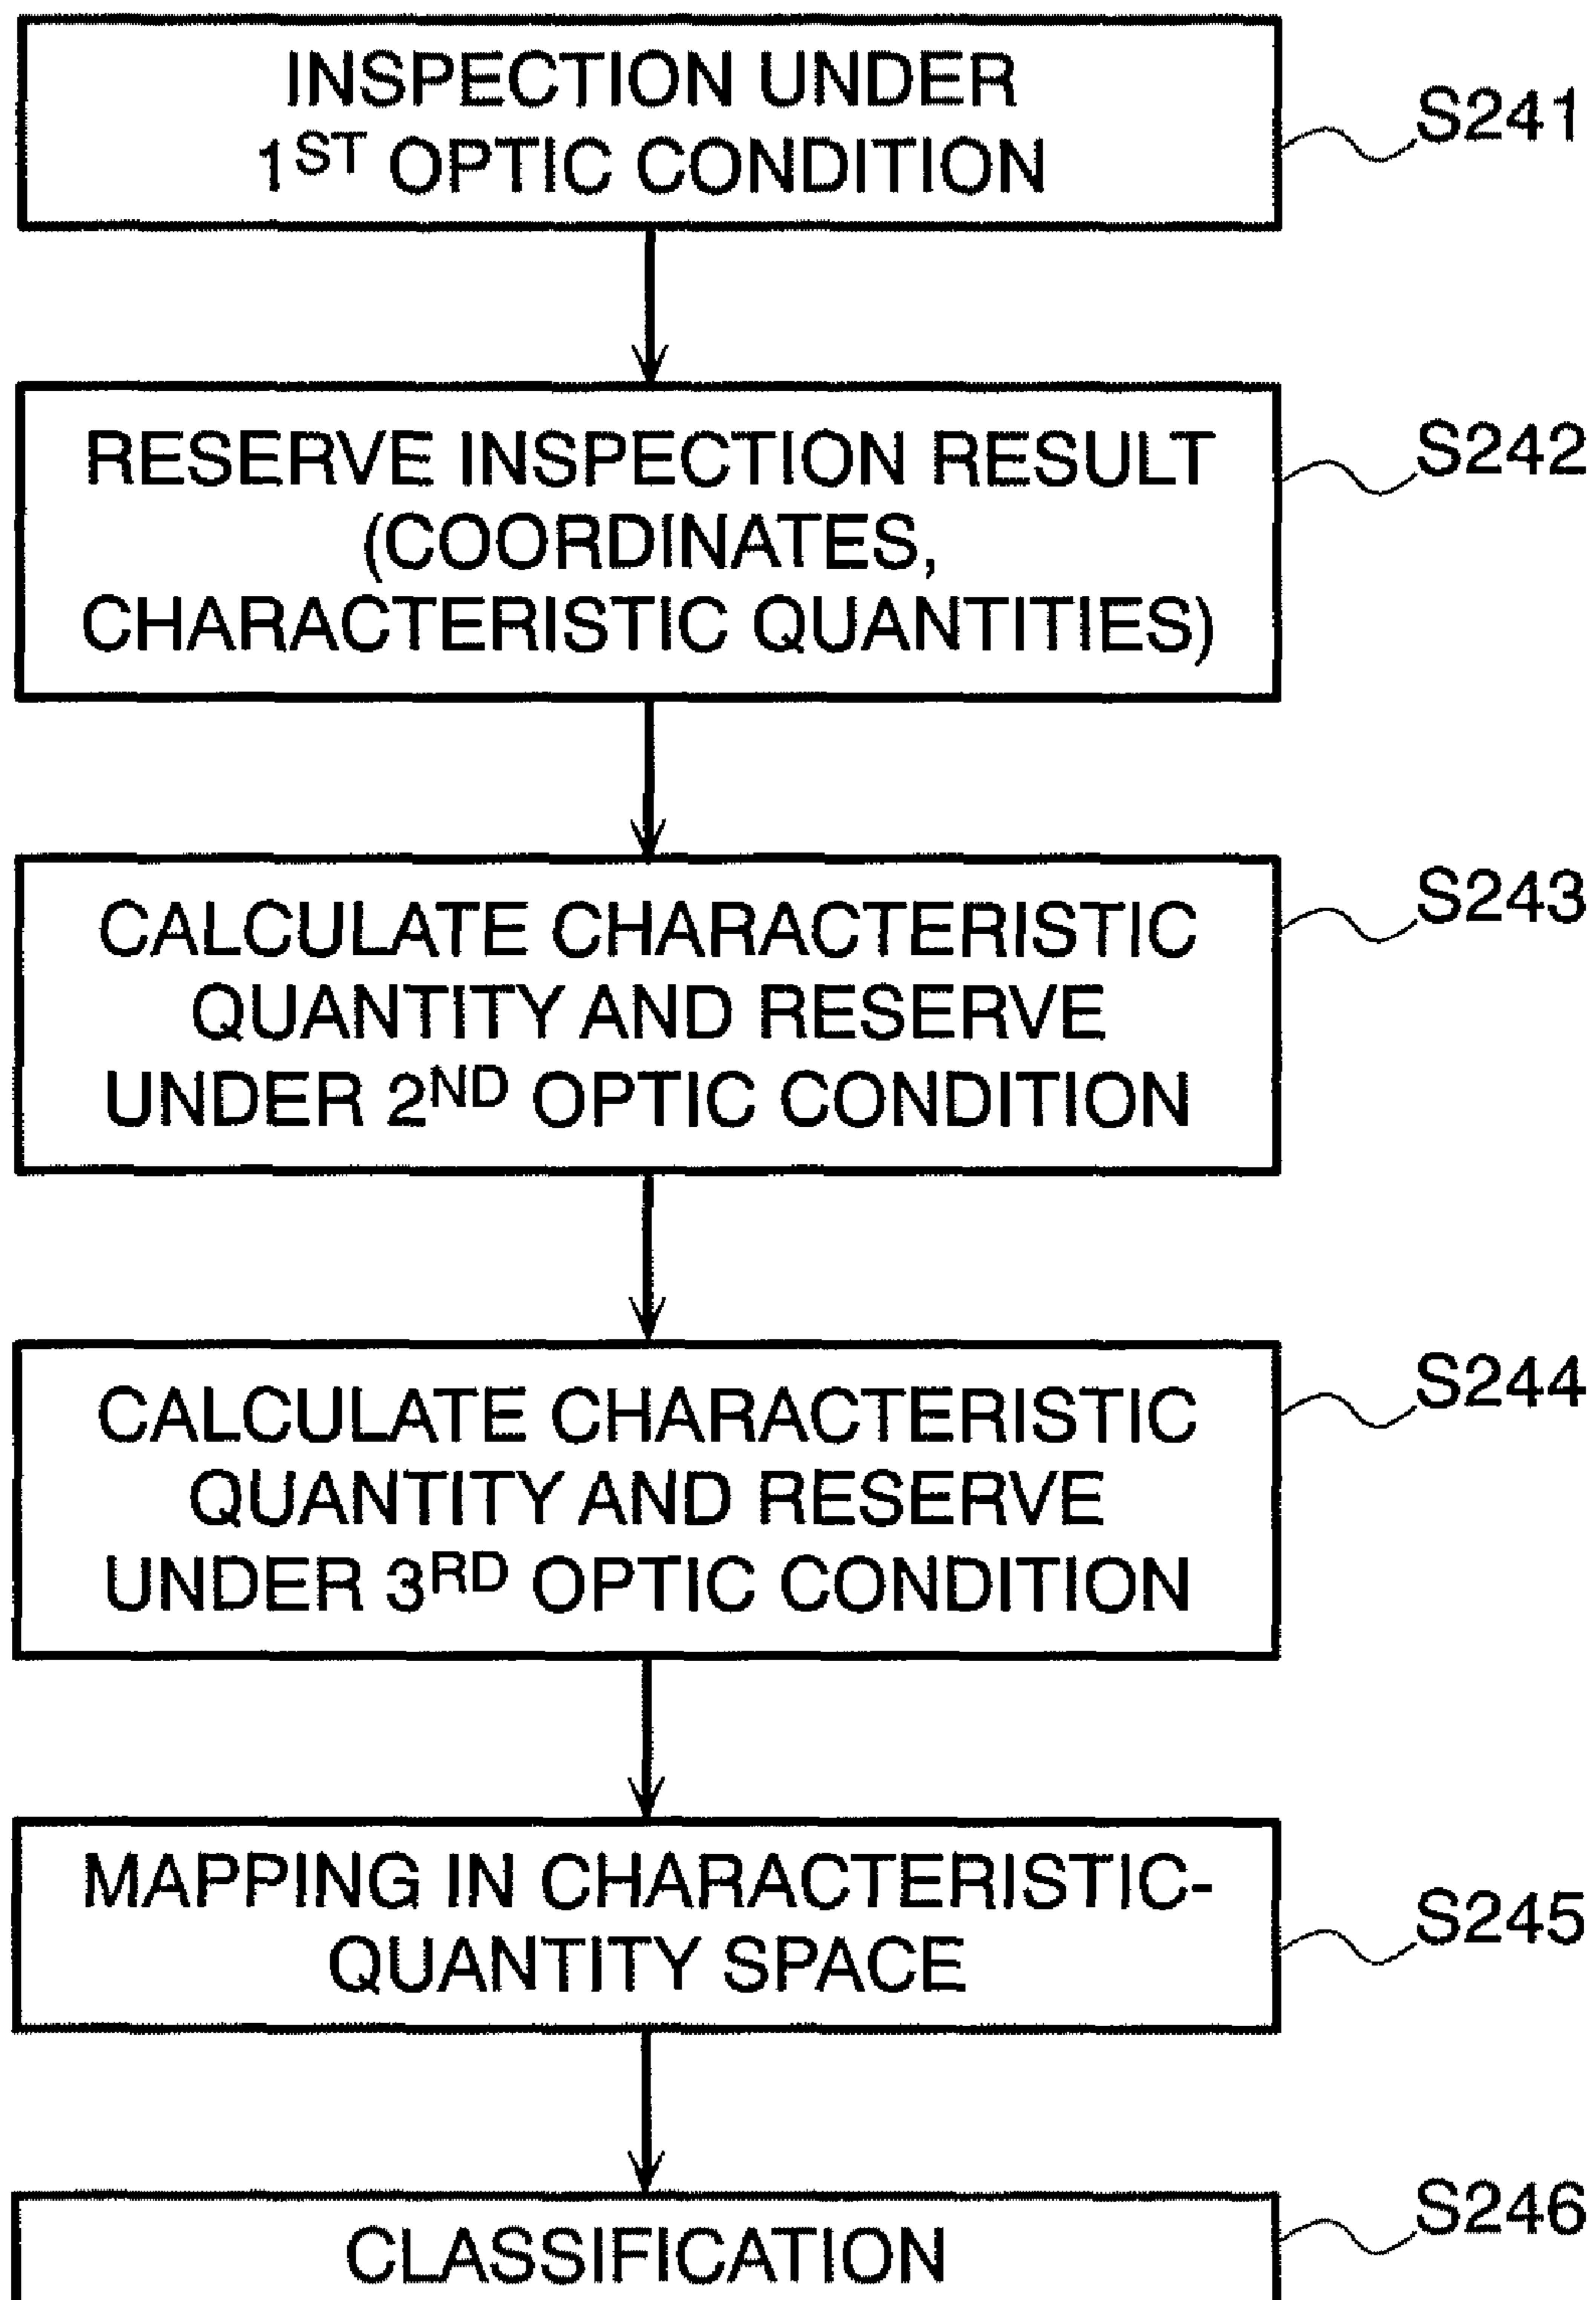 INSPECTION UNDER
1ST OPTIC CONDITION
S241
RESERVE INSPECTION RESULT
(COORDINATES,
CHARACTERISTIC QUANTITIES)
S242
CALCULATE CHARACTERISTIC
QUANTITY AND RESERVE
UNDER 2ND OPTIC CONDITION
S243
CALCULATE CHARACTERISTIC
QUANTITY AND RESERVE
UNDER 3RD OPTIC CONDITION
S244
MAPPING IN CHARACTERISTIC-
QUANTITY SPACE
S245
CLASSIFICATION
S246